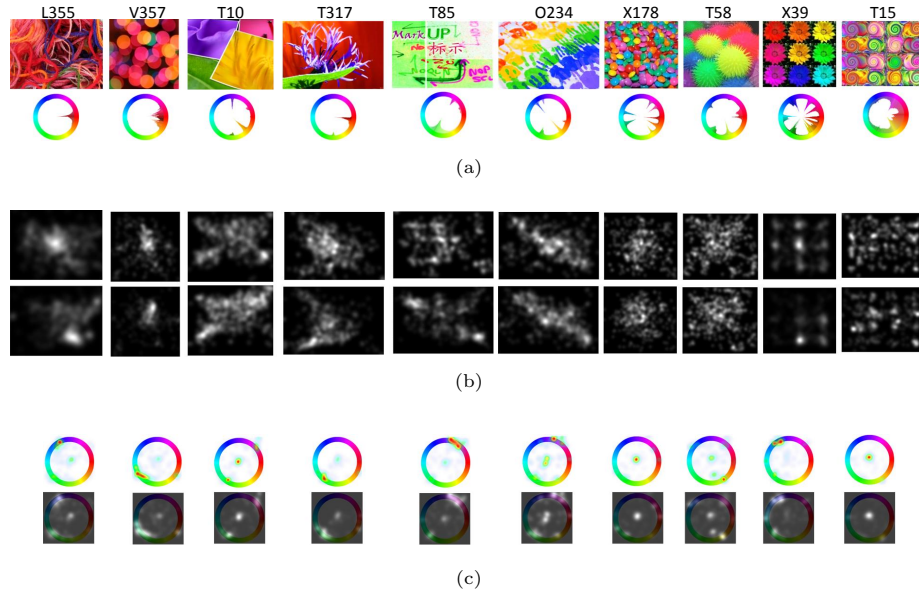 L355 V357 T10 T317 T85 O234 X178 T58 X39 T15
Mark UP
标示
(a)
(b)
(c)